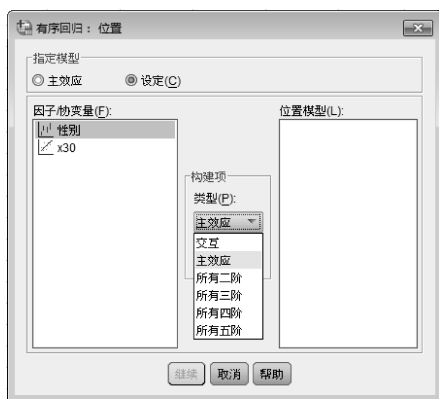 有序回归：位置
指定模型
主效应
设定(C)
因子/协变量(F):
性别
x30
构建项
类型(P):
主效应
交互
主效应
所有二阶
所有三阶
所有四阶
所有五阶
位置模型(L):
继续
取消
帮助